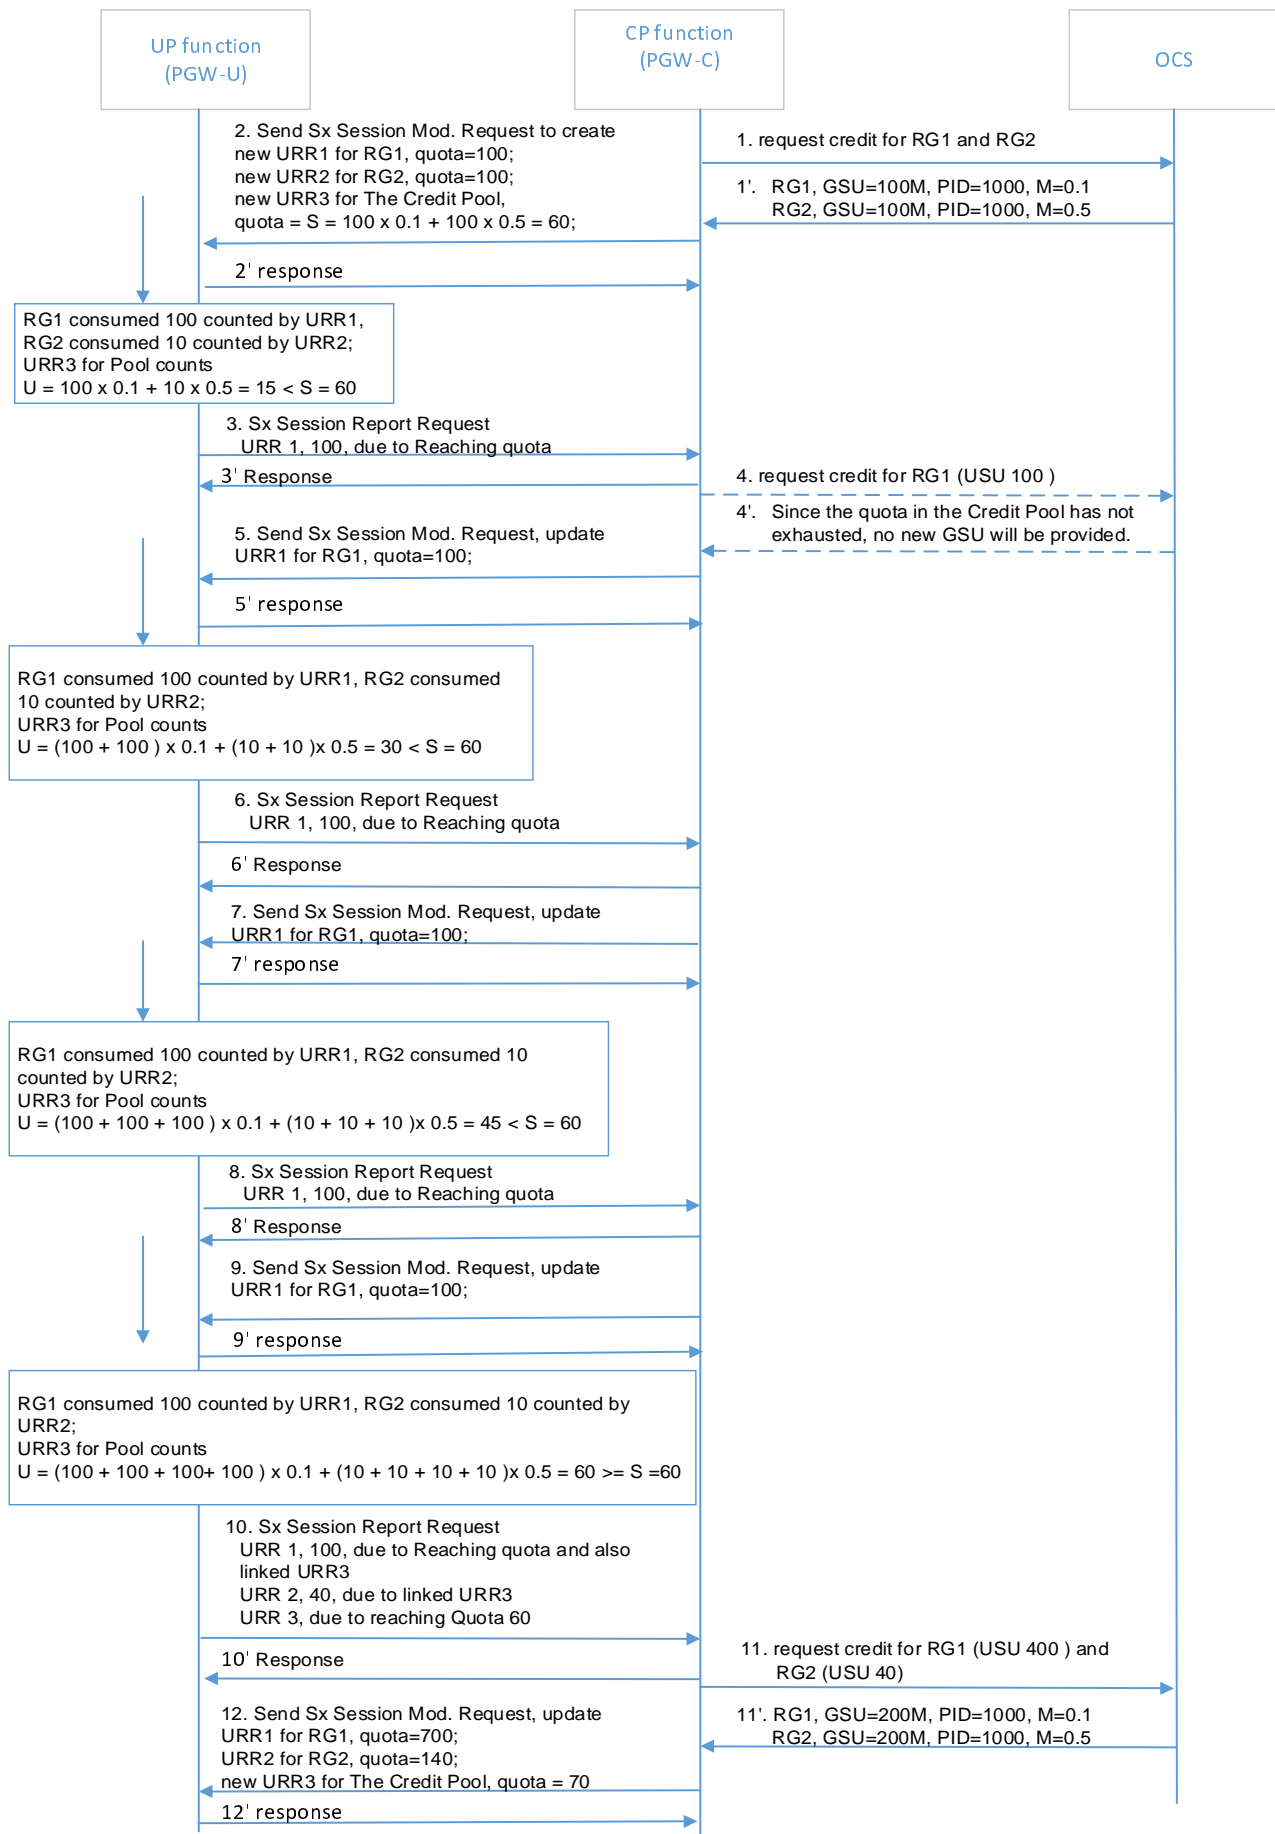 UP function
(PGW-U)
CP function
(PGW-C)
OCS
2. Send Sx Session Mod. Request to create
new URR1 for RG1, quota=100;
new URR2 for RG2, quota=100;
new URR3 for The Credit Pool,
quota = S = 100 x 0.1 + 100 x 0.5 = 60;
1. request credit for RG1 and RG2
1'. RG1, GSU=100M, PID=1000, M=0.1
RG2, GSU=100M, PID=1000, M=0.5
2' response
RG1 consumed 100 counted by URR1,
RG2 consumed 10 counted by URR2;
URR3 for Pool counts
U = 100 x 0.1 + 10 x 0.5 = 15 < S = 60
3. Sx Session Report Request
URR 1, 100, due to Reaching quota
3' Response
4. request credit for RG1 (USU 100 )
4'. Since the quota in the Credit Pool has not
exhausted, no new GSU will be provided.
5. Send Sx Session Mod. Request, update
URR1 for RG1, quota=100;
5' response
RG1 consumed 100 counted by URR1, RG2 consumed
10 counted by URR2;
URR3 for Pool counts
U = (100 + 100 ) x 0.1 + (10 + 10 )x 0.5 = 30 < S = 60
6. Sx Session Report Request
URR 1, 100, due to Reaching quota
6' Response
7. Send Sx Session Mod. Request, update
URR1 for RG1, quota=100;
7' response
RG1 consumed 100 counted by URR1, RG2 consumed 10
counted by URR2;
URR3 for Pool counts
U = (100 + 100 + 100 ) x 0.1 + (10 + 10 + 10 )x 0.5 = 45 < S = 60
8. Sx Session Report Request
URR 1, 100, due to Reaching quota
8' Response
9. Send Sx Session Mod. Request, update
URR1 for RG1, quota=100;
9' response
RG1 consumed 100 counted by URR1, RG2 consumed 10 counted by
URR2;
URR3 for Pool counts
U = (100 + 100 + 100+ 100 ) x 0.1 + (10 + 10 + 10 + 10 )x 0.5 = 60 >= S =60
10. Sx Session Report Request
URR 1, 100, due to Reaching quota and also
linked URR3
URR 2, 40, due to linked URR3
URR 3, due to reaching Quota 60
10' Response
11. request credit for RG1 (USU 400 ) and
RG2 (USU 40)
12. Send Sx Session Mod. Request, update
URR1 for RG1, quota=700;
URR2 for RG2, quota=140;
new URR3 for The Credit Pool, quota = 70
11'. RG1, GSU=200M, PID=1000, M=0.1
RG2, GSU=200M, PID=1000, M=0.5
12' response